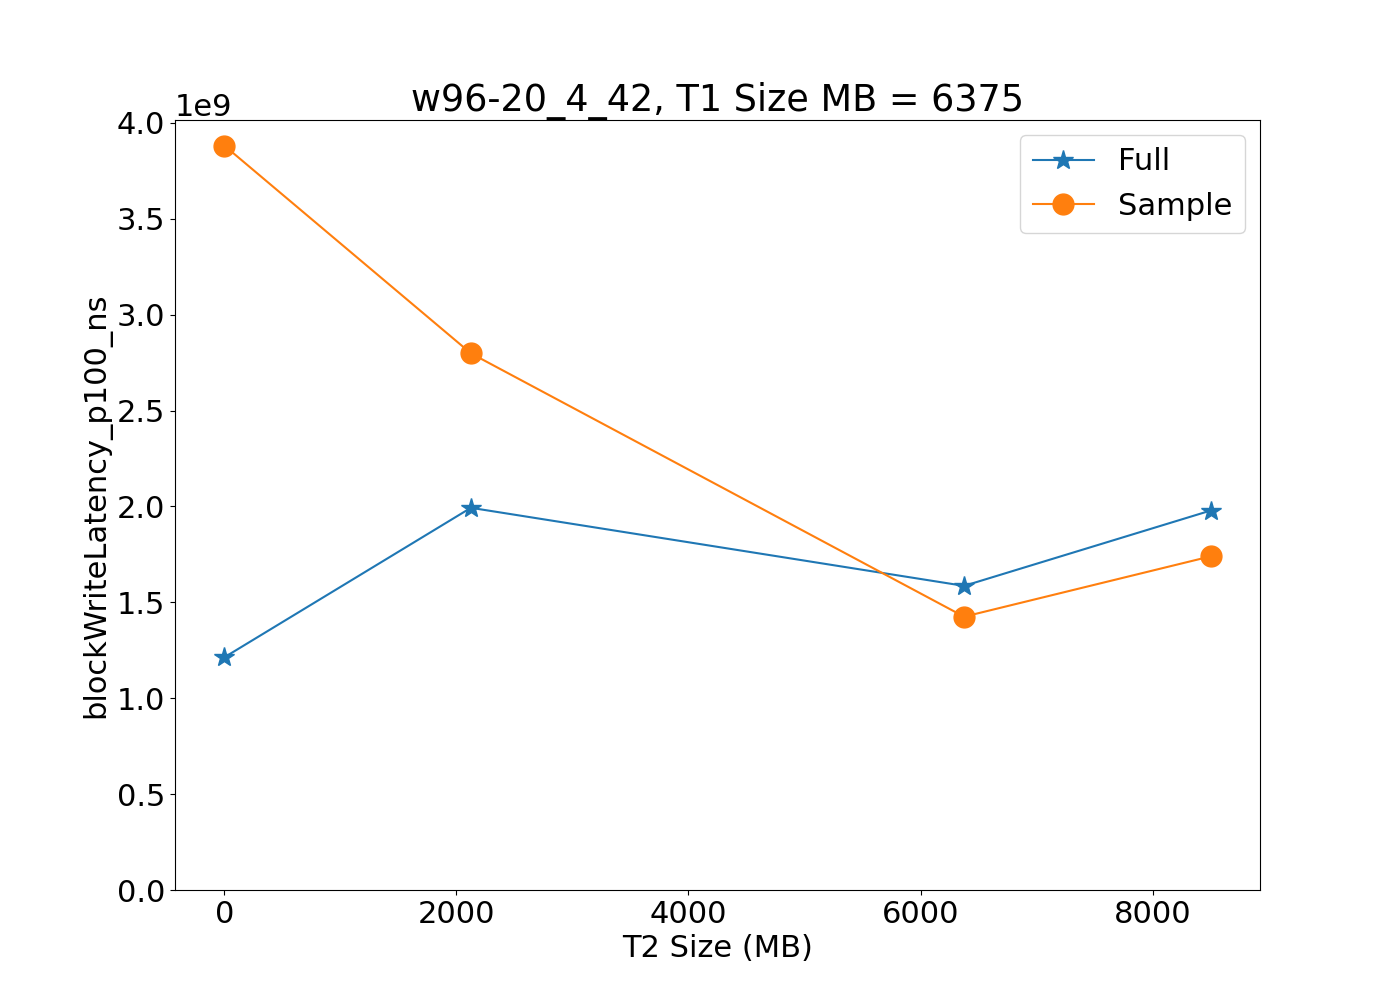 w96-20_4_42, T1 Size MB = 6375
1e9
4.0
3.5
3.0
2.5
2.0
1.5
1.0
0.5
0.0
blockWriteLatency_p100_ns
Full
Sample
0 2000 4000 6000 8000
T2 Size (MB)